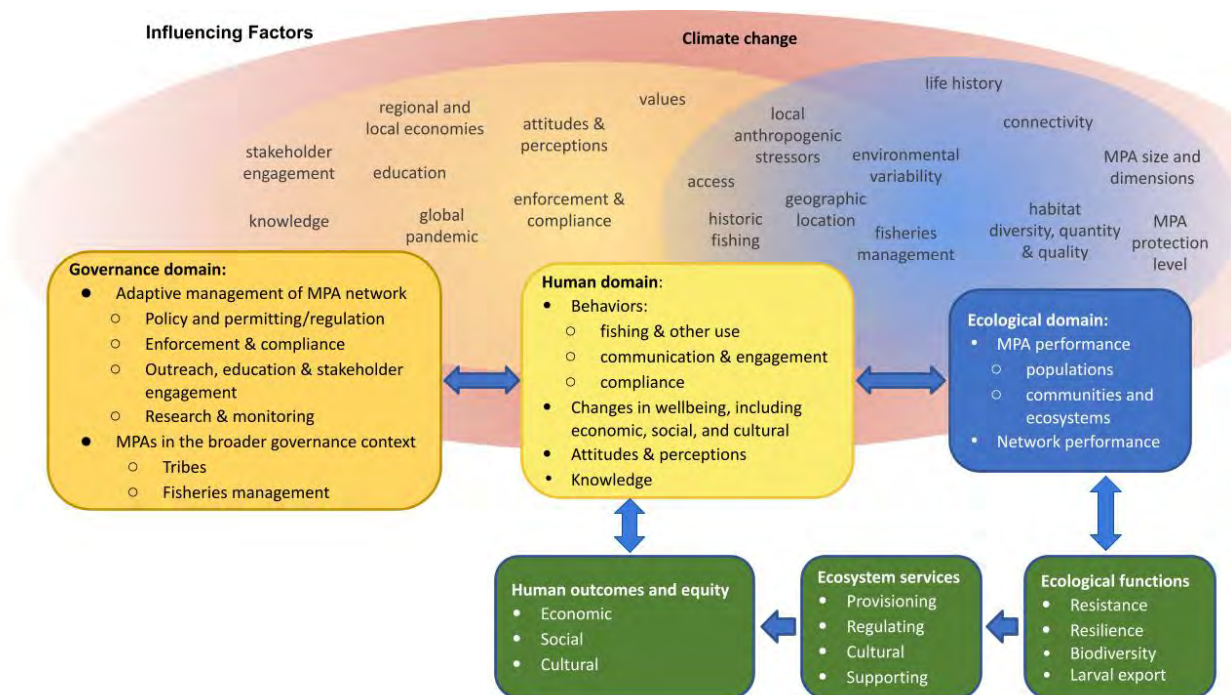 Influencing Factors
Climate change
life history
values
regional and
local economies
attitudes &
perceptions
local
anthropogenic
stressors
connectivity
stakeholder
engagement
education
environmental
variability
MPA size and
dimensions
access
enforcement &
compliance
geographic
location
knowledge
global
pandemic
historic
fishing
fisheries
management
habitat
diversity, quantity
& quality
MPA
protection
level
Governance domain:
● Adaptive management of MPA network
○ Policy and permitting/regulation
○ Enforcement & compliance
○ Outreach, education & stakeholder
engagement
○ Research & monitoring
● MPAs in the broader governance context
○ Tribes
○ Fisheries management
Human domain:
• Behaviors:
○ fishing & other use
○ communication & engagement
○ compliance
• Changes in wellbeing, including
economic, social, and cultural
• Attitudes & perceptions
• Knowledge
Ecological domain:
• MPA performance
○ populations
○ communities and
ecosystems
• Network performance
Human outcomes and equity
• Economic
• Social
• Cultural
Ecosystem services
• Provisioning
• Regulating
• Cultural
• Supporting
Ecological functions
• Resistance
• Resilience
• Biodiversity
• Larval export